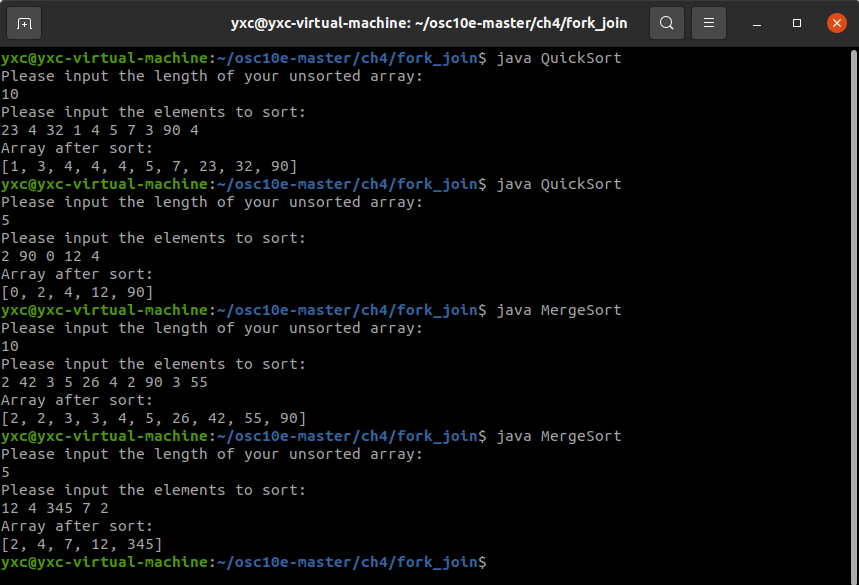 yxc@yxc-virtual-machine: ~/osc10e-master/ch4/fork_join
yxc@yxc-virtual-machine:~/osc10e-master/ch4/fork_join$ java QuickSort
Please input the length of your unsorted array:
10
Please input the elements to sort:
23 4 32 1 4 5 7 3 90 4
Array after sort:
[1, 3, 4, 4, 4, 5, 7, 23, 32, 90]
yxc@yxc-virtual-machine:~/osc10e-master/ch4/fork_join$ java QuickSort
Please input the length of your unsorted array:
5
Please input the elements to sort:
2 90 0 12 4
Array after sort:
[0, 2, 4, 12, 90]
yxc@yxc-virtual-machine:~/osc10e-master/ch4/fork_join$ java MergeSort
Please input the length of your unsorted array:
10
Please input the elements to sort:
2 42 3 5 26 4 2 90 3 55
Array after sort:
[2, 2, 3, 3, 4, 5, 26, 42, 55, 90]
yxc@yxc-virtual-machine:~/osc10e-master/ch4/fork_join$ java MergeSort
Please input the length of your unsorted array:
5
Please input the elements to sort:
12 4 345 7 2
Array after sort:
[2, 4, 7, 12, 345]
yxc@yxc-virtual-machine:~/osc10e-master/ch4/fork_join$